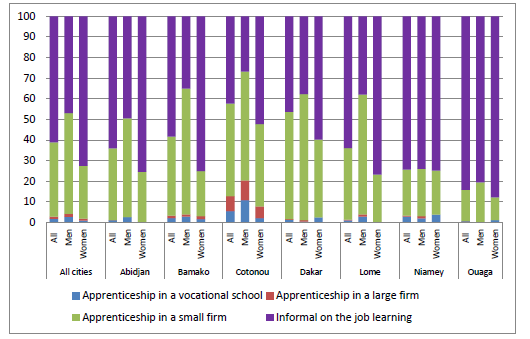 100
90
80
70
60
50
40
30
20
10
0
All Men Women All Men Women All Men Women All Men Women All Men Women All Men Women All Men Women All Men Women
All cities Abidjan Bamako Cotonou Dakar Lome Niamey Ouaga
Apprenticeship in a vocational school Apprenticeship in a large firm
Apprenticeship in a small firm Informal on the job learning